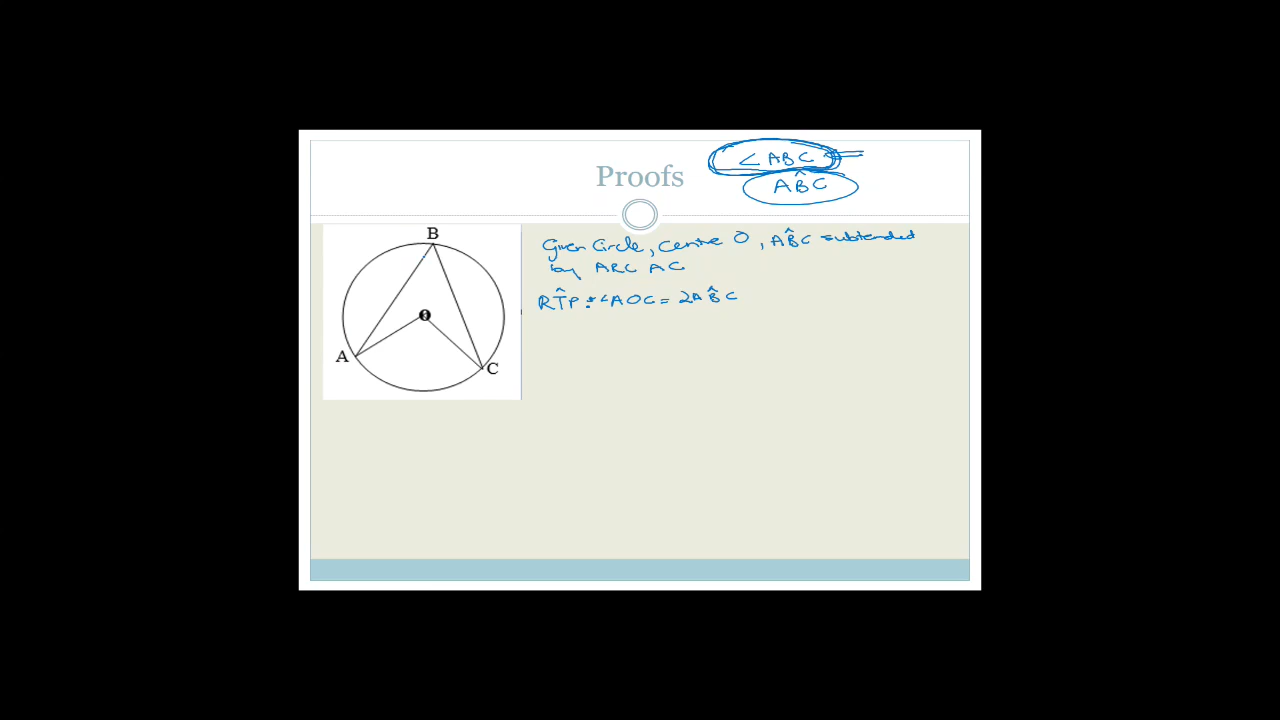 Proofs
∠ABC =
AB̂C
B
A
O
C
Given Circle, Centre O, AB̂C subtended
by ARC AC
RTP: ∠AOC = 2AB̂C